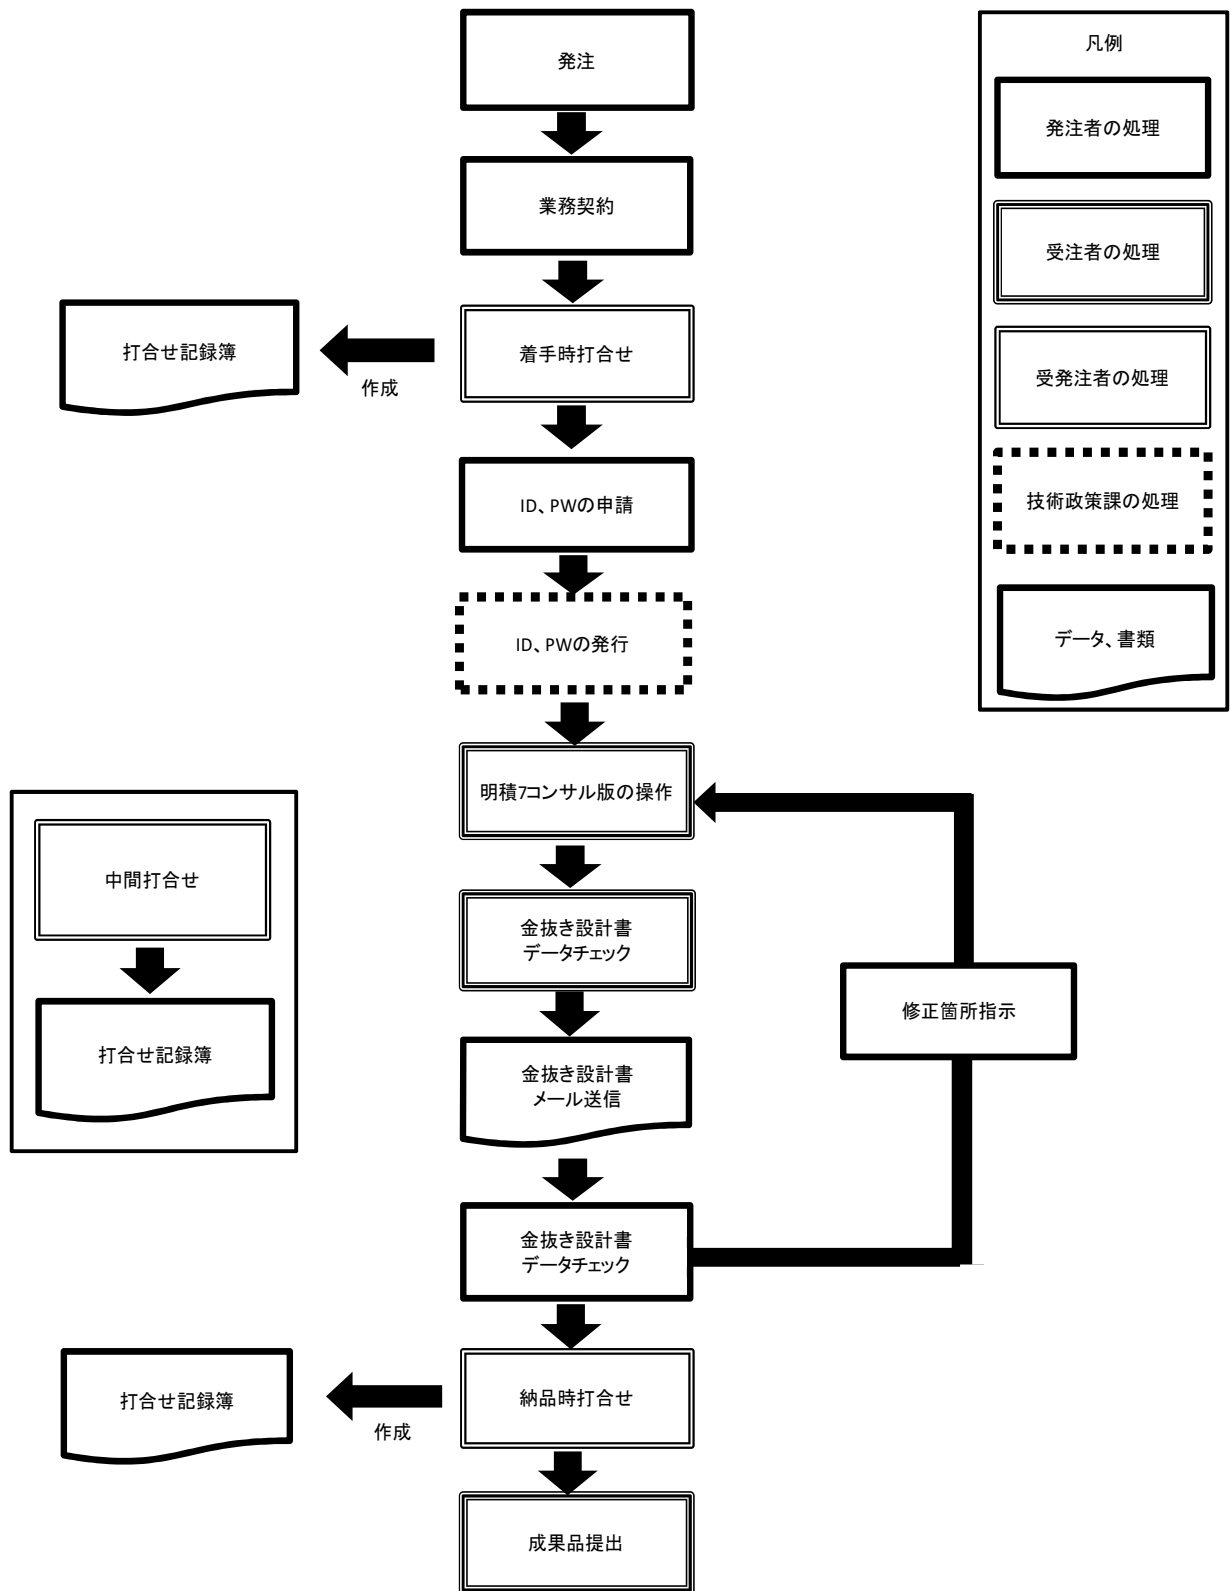 発注
業務契約
着手時打合せ
打合せ記録簿
作成
ID、PWの申請
ID、PWの発行
明積7コンサル版の操作
金抜き設計書
データチェック
金抜き設計書
メール送信
金抜き設計書
データチェック
修正箇所指示
中間打合せ
打合せ記録簿
納品時打合せ
打合せ記録簿
作成
成果品提出
凡例
発注者の処理
受注者の処理
受発注者の処理
技術政策課の処理
データ、書類